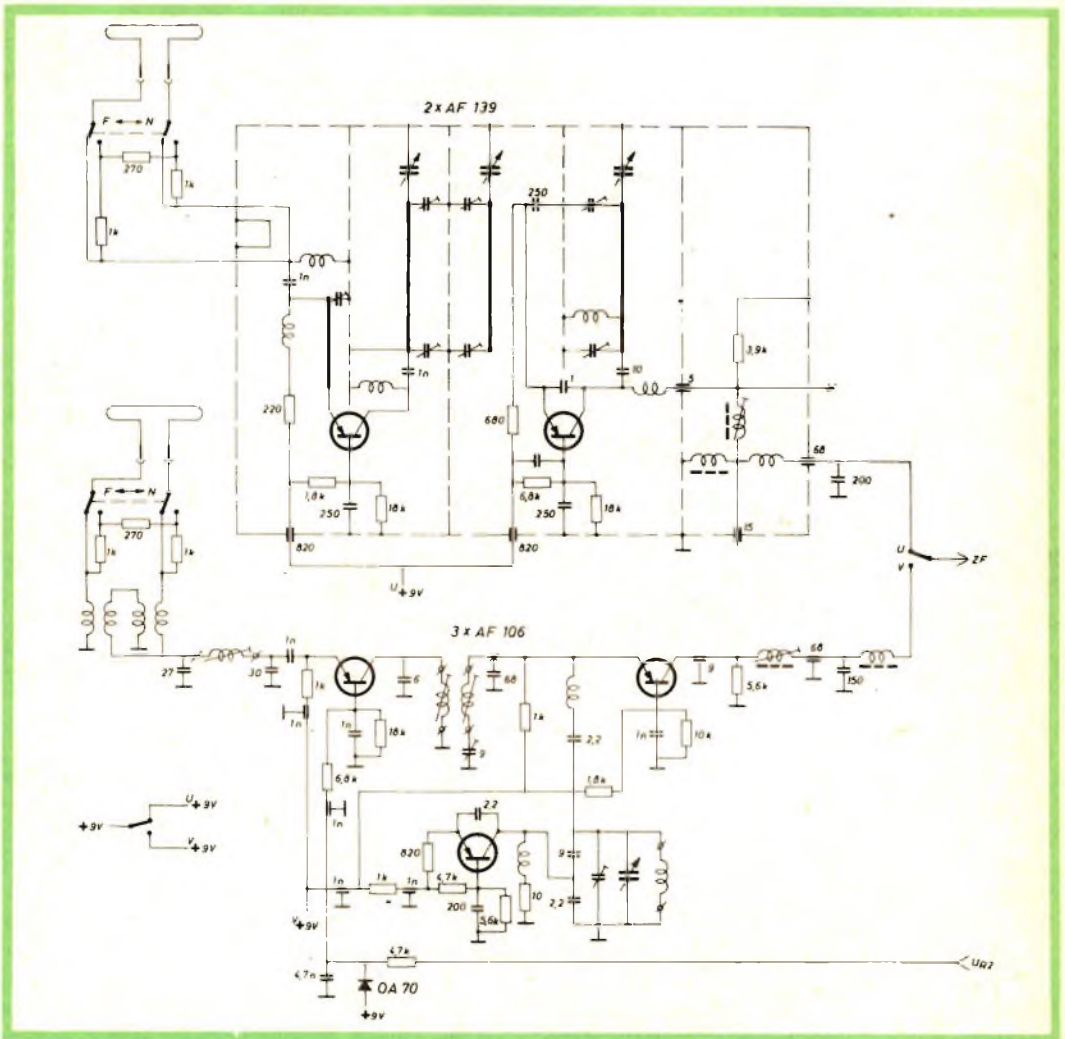 2 x AF 139
F ↔ N
270
1k
1k
250
1n
1n
10
5
3,9k
220
680
1
68
200
1,8k
250
18k
6,8k
250
18k
820
820
15
U
+9V
F ↔ N
270
1k
1k
U
V
ZF
3 x AF 106
27
30
1n
1k
6
68
9
5,6k
68
150
1n
1n
18k
9
1k
2,2
1n
10k
6,8k
1n
1,8k
+9V
U
+9V
V
+9V
2,2
820
9
1n
1k
1n
4,7k
200
5,6k
10
2,2
V
+9V
4,7k
4,7n
OA 70
+9V
URZ